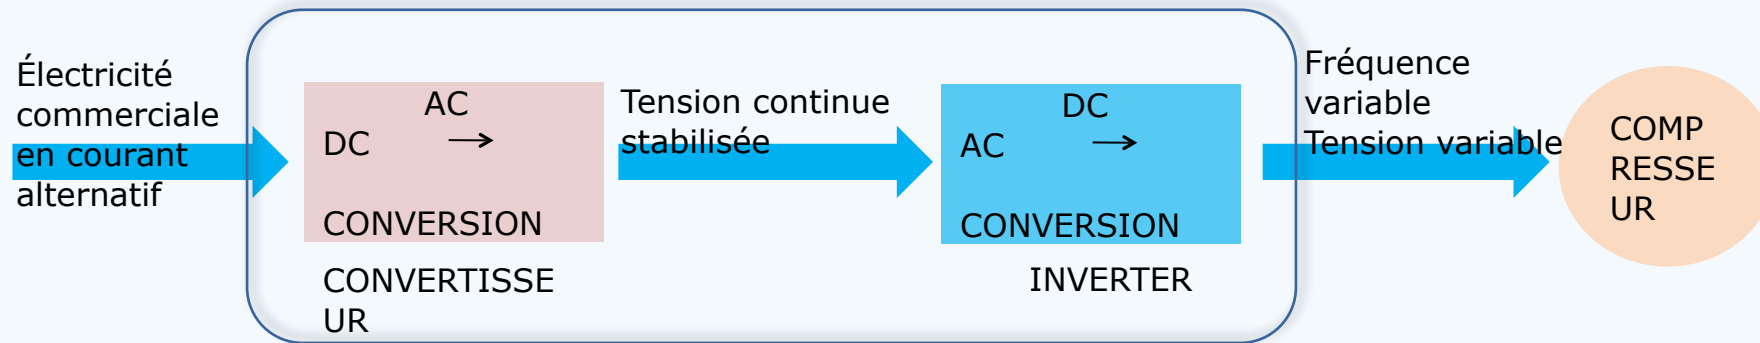 Électricité
commerciale
en courant
alternatif
AC
DC →
CONVERSION
CONVERTISSE
UR
Tension continue
stabilisée
DC
AC →
CONVERSION
INVERTER
Fréquence
variable
Tension variable
COMP
RESSE
UR